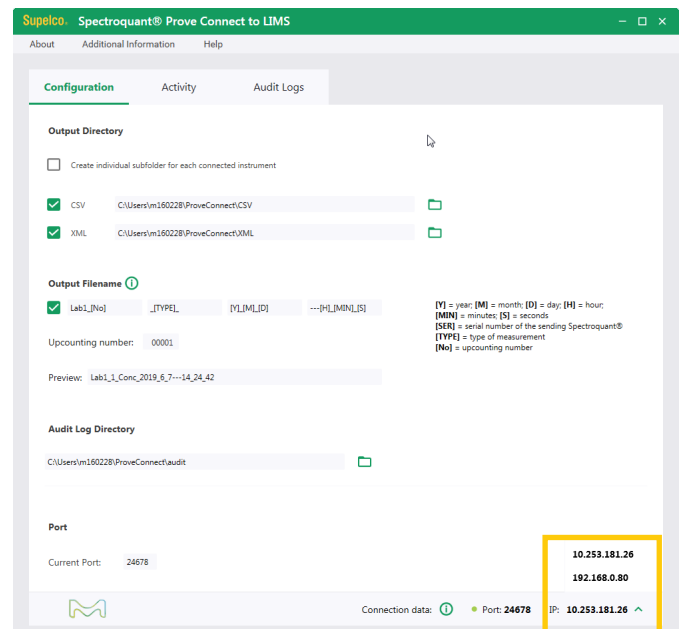 Supelco. Spectroquant® Prove Connect to LIMS
About Additional Information Help
Configuration Activity Audit Logs
Output Directory
Create individual subfolder for each connected instrument
CSV C:\Users\m160228\ProveConnect\CSV
XML C:\Users\m160228\ProveConnect\XML
Output Filename
Lab1_[No] _[TYPE]_ [Y]_[M]_[D] ---[H]_[MIN]_[S]
[Y] = year; [M] = month; [D] = day; [H] = hour;
[MIN] = minutes; [S] = seconds
[SER] = serial number of the sending Spectroquant®
[TYPE] = type of measurement
[No] = upcounting number
Upcounting number: 00001
Preview: Lab1_1_Conc_2019_6_7---14_24_42
Audit Log Directory
C:\Users\m160228\ProveConnect\audit
Port
Current Port: 24678
10.253.181.26
192.168.0.80
Connection data: Port: 24678 IP: 10.253.181.26